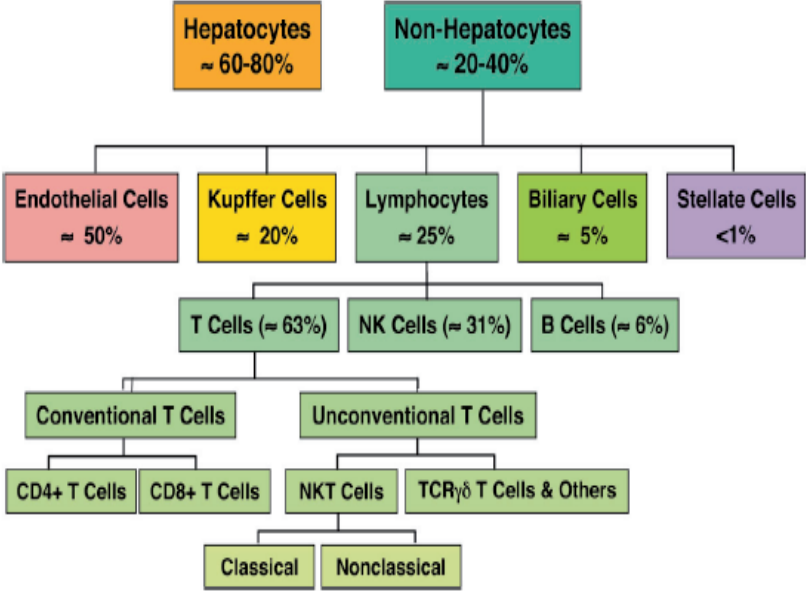 Hepatocytes
≈ 60-80%
Non-Hepatocytes
≈ 20-40%
Endothelial Cells
≈ 50%
Kupffer Cells
≈ 20%
Lymphocytes
≈ 25%
Biliary Cells
≈ 5%
Stellate Cells
<1%
T Cells (≈ 63%)
NK Cells (≈ 31%)
B Cells (≈ 6%)
Conventional T Cells
Unconventional T Cells
CD4+ T Cells
CD8+ T Cells
NKT Cells
TCRγδ T Cells & Others
Classical
Nonclassical